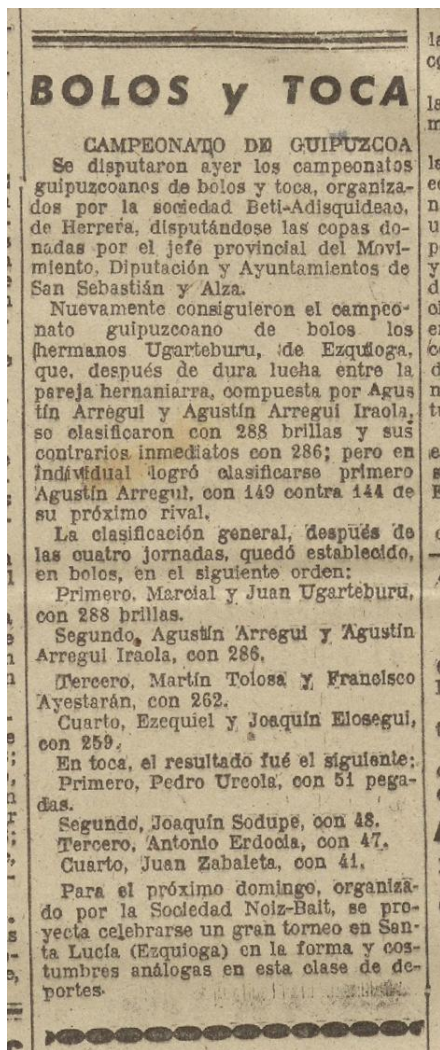 BOLOS y TOCA
CAMPEONATO DE GUIPUZCOA
Se disputaron ayer los campeonatos
guipuzcoanos de bolos y toca, organiza-
dos por la sociedad Beti-Adisquideao,
de Herrera, disputándose las copas do-
nadas por el jefe provincial del Movi-
miento, Diputación y Ayuntamientos de
San Sebastián y Alza.
Nuevamente consiguieron el campeo-
nato guipuzcoano de bolos los
hermanos Ugarteburu, de Ezquioga,
que, después de dura lucha entre la
pareja hernaniarra, compuesta por Agus
tín Arregui y Agustín Arregui Iraola,
se clasificaron con 288 brillas y sus
contrarios inmediatos con 286; pero en
individual logró clasificarse primero
Agustín Arregui, con 149 contra 144 de
su próximo rival.
La clasificación general, después de
las cuatro jornadas, quedó establecido,
en bolos, en el siguiente orden:
Primero, Marcial y Juan Ugarteburu,
con 288 brillas.
Segundo, Agustín Arregui y Agustín
Arregui Iraola, con 286.
Tercero, Martín Tolosa y Francisco
Ayestarán, con 262.
Cuarto, Ezequiel y Joaquín Elosegui,
con 259.
En toca, el resultado fué el siguiente:
Primero, Pedro Urcola, con 51 pega-
das.
Segundo, Joaquín Sodupe, con 48.
Tercero, Antonio Erdocia, con 47.
Cuarto, Juan Zabaleta, con 41.
Para el próximo domingo, organiza-
do por la Sociedad Noiz-Bait, se pro-
yecta celebrarse un gran torneo en San-
ta Lucía (Ezquioga) en la forma y cos-
tumbres análogas en esta clase de de-
portes.